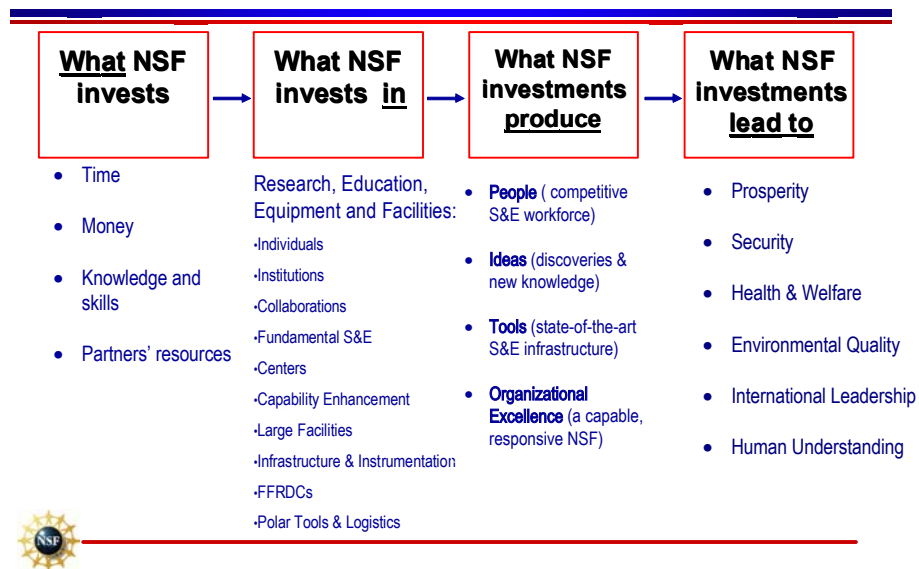 What NSF
invests
What NSF
invests in
What NSF
investments
produce
What NSF
investments
lead to
• Time
• Money
• Knowledge and
skills
• Partners’ resources
Research, Education,
Equipment and Facilities:
•Individuals
•Institutions
•Collaborations
•Fundamental S&E
•Centers
•Capability Enhancement
•Large Facilities
•Infrastructure & Instrumentation
•FFRDCs
•Polar Tools & Logistics
• People ( competitive
S&E workforce)
• Ideas (discoveries &
new knowledge)
• Tools (state-of-the-art
S&E infrastructure)
• Organizational
Excellence (a capable,
responsive NSF)
• Prosperity
• Security
• Health & Welfare
• Environmental Quality
• International Leadership
• Human Understanding
NSF